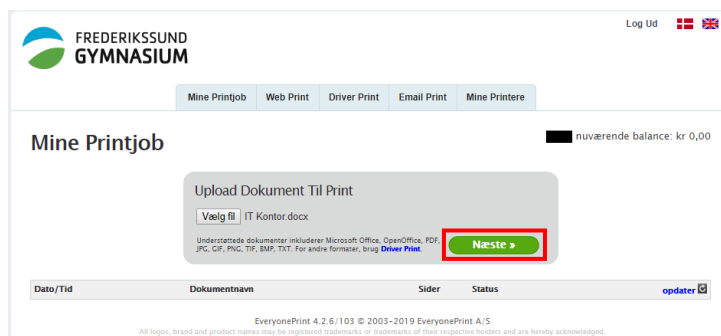 Log Ud
FREDERIKSSUND
GYMNASIUM
Mine Printjob Web Print Driver Print Email Print Mine Printere
nuværende balance: kr 0,00
Mine Printjob
Upload Dokument Til Print
Vælg fil IT Kontor.docx
Understøttede dokumenter inkluderer Microsoft Office, OpenOffice, PDF,
JPG, GIF, PNG, TIF, BMP, TXT. For andre formater, brug Driver Print.
Næste »
Dato/Tid Dokumentnavn Sider Status opdater
EveryonePrint 4.2.6/103 © 2003-2019 EveryonePrint A/S
All logos, brand and product names may be registered trademarks or trademarks of their respective holders and are hereby acknowledged.